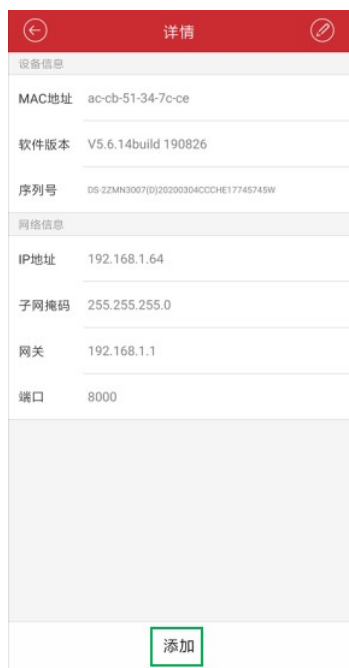 详情
设备信息
MAC地址 ac-cb-51-34-7c-ce
软件版本 V5.6.14build 190826
序列号 DS-2ZMN3007(D)20200304CCCHE17745745W
网络信息
IP地址 192.168.1.64
子网掩码 255.255.255.0
网关 192.168.1.1
端口 8000
添加